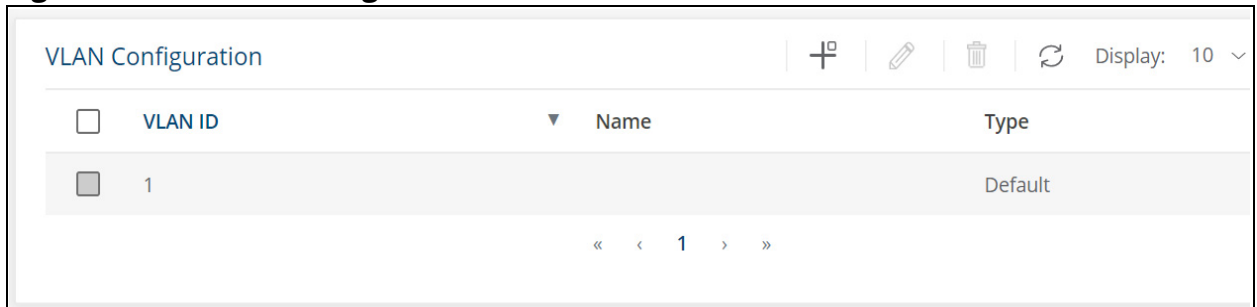 VLAN Configuration Display: 10
VLAN ID Name Type
1 Default
« ‹ 1 › »